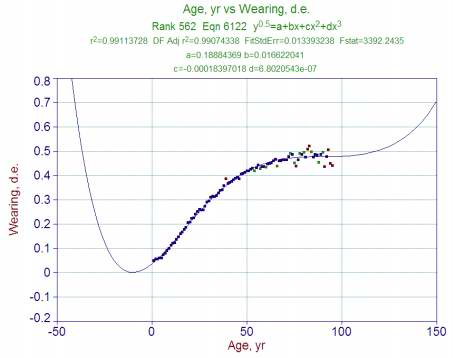 Age, yr vs Wearing, d.e.
Rank 562 Eqn 6122 y^0.5=a+bx+cx^2+dx^3
r^2=0.99113728 DF Adj r^2=0.99074338 FitStdErr=0.013393238 Fstat=3392.2435
a=0.18884369 b=0.016622041
c=-0.00018397018 d=6.8020543e-07
0.8
0.7
0.6
0.5
0.4
0.3
0.2
0.1
0
-0.1
-0.2
Wearing, d.e.
-50 0 50 100 150
Age, yr